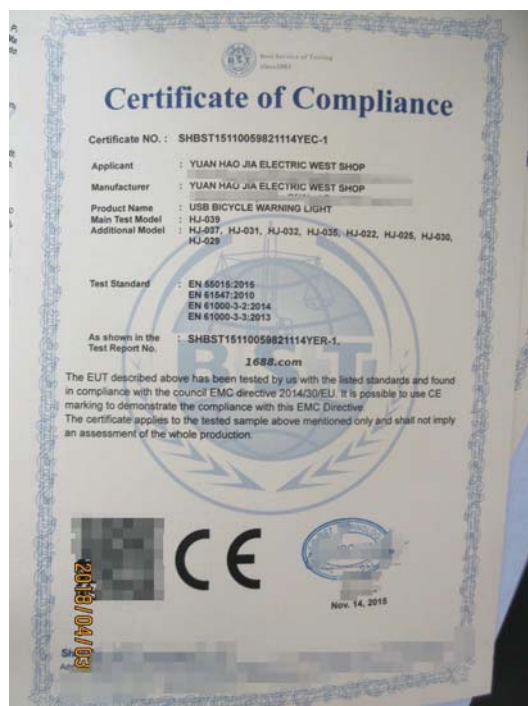 Best Service of Testing
since2003
Certificate of Compliance
Certificate NO. : SHBST15110059821114YEC-1
Applicant : YUAN HAO JIA ELECTRIC WEST SHOP
Manufacturer : YUAN HAO JIA ELECTRIC WEST SHOP
Product Name : USB BICYCLE WARNING LIGHT
Main Test Model : HJ-039
Additional Model : HJ-037, HJ-031, HJ-032, HJ-035, HJ-022, HJ-025, HJ-030,
HJ-029
Test Standard : EN 55015:2015
EN 61547:2010
EN 61000-3-2:2014
EN 61000-3-3:2013
As shown in the
Test Report No. : SHBST15110059821114YER-1.
1688.com
The EUT described above has been tested by us with the listed standards and found
in compliance with the council EMC directive 2014/30/EU. It is possible to use CE
marking to demonstrate the compliance with this EMC Directive.
The certificate applies to the tested sample above mentioned only and shall not imply
an assessment of the whole production.
CE
Nov. 14, 2015
2018/04/03